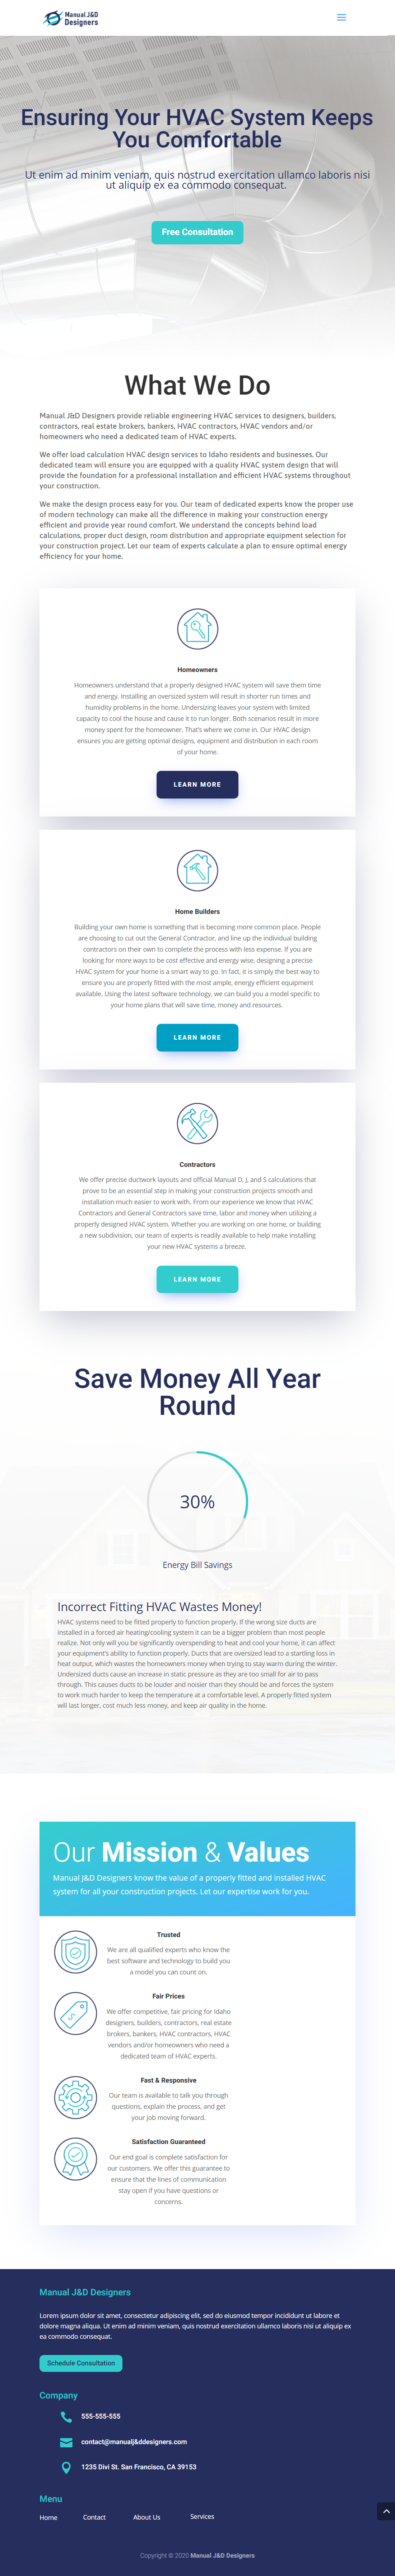 Manual J&D
Designers
Ensuring Your HVAC System Keeps
You Comfortable
Ut enim ad minim veniam, quis nostrud exercitation ullamco laboris nisi
ut aliquip ex ea commodo consequat.
Free Consultation
What We Do
Manual J&D Designers provide reliable engineering HVAC services to designers, builders,
contractors, real estate brokers, bankers, HVAC contractors, HVAC vendors and/or
homeowners who need a dedicated team of HVAC experts.
We offer load calculation HVAC design services to Idaho residents and businesses. Our
dedicated team will ensure you are equipped with a quality HVAC system design that will
provide the foundation for a professional installation and efficient HVAC systems throughout
your construction.
We make the design process easy for you. Our team of dedicated experts know the proper use
of modern technology can make all the difference in making your construction energy
efficient and provide year round comfort. We understand the concepts behind load
calculations, proper duct design, room distribution and appropriate equipment selection for
your construction project. Let our team of experts calculate a plan to ensure optimal energy
efficiency for your home.
Homeowners
Homeowners understand that a properly designed HVAC system will save them time
and energy. Installing an oversized system will result in shorter run times and
humidity problems in the home. Undersizing leaves your system with limited
capacity to cool the house and cause it to run longer. Both scenarios result in more
money spent for the homeowner. That's where we come in. Our HVAC design
ensures you are getting optimal designs, equipment and distribution in each room
of your home.
LEARN MORE
Home Builders
Building your own home is something that is becoming more common place. People
are choosing to cut out the General Contractor, and line up the individual building
contractors on their own to complete the process with less expense. If you are
looking for more ways to be cost effective and energy wise, designing a precise
HVAC system for your home is a smart way to go. In fact, it is simply the best way to
ensure you are properly fitted with the most ample, energy efficient equipment
available. Using the latest software technology, we can build you a model specific to
your home plans that will save time, money and resources.
LEARN MORE
Contractors
We offer precise ductwork layouts and official Manual D, J, and S calculations that
prove to be an essential step in making your construction projects smooth and
installation much easier to work with. From our experience we know that HVAC
Contractors and General Contractors save time, labor and money when utilizing a
properly designed HVAC system. Whether you are working on one home, or building
a new subdivision, our team of experts is readily available to help make installing
your new HVAC systems a breeze.
LEARN MORE
Save Money All Year
Round
30%
Energy Bill Savings
Incorrect Fitting HVAC Wastes Money!
HVAC systems need to be fitted properly to function properly. If the wrong size ducts are
installed in a forced air heating/cooling system it can be a bigger problem than most people
realize. Not only will you be significantly overspending to heat and cool your home, it can affect
your equipment's ability to function properly. Ducts that are oversized lead to a startling loss in
heat output, which wastes the homeowners money when trying to stay warm during the winter.
Undersized ducts cause an increase in static pressure as they are too small for air to pass
through. This causes ducts to be louder and noisier than they should be and forces the system
to work much harder to keep the temperature at a comfortable level. A properly fitted system
will last longer, cost much less money, and keep air quality in the home.
Our Mission & Values
Manual J&D Designers know the value of a properly fitted and installed HVAC
system for all your construction projects. Let our expertise work for you.
Trusted
We are all qualified experts who know the
best software and technology to build you
a model you can count on.
Fair Prices
We offer competitive, fair pricing for Idaho
designers, builders, contractors, real estate
brokers, bankers, HVAC contractors, HVAC
vendors and/or homeowners who need a
dedicated team of HVAC experts.
Fast & Responsive
Our team is available to talk you through
questions, explain the process, and get
your job moving forward.
Satisfaction Guaranteed
Our end goal is complete satisfaction for
our customers. We offer this guarantee to
ensure that the lines of communication
stay open if you have questions or
concerns.
Manual J&D Designers
Lorem ipsum dolor sit amet, consectetur adipiscing elit, sed do eiusmod tempor incididunt ut labore et
dolore magna aliqua. Ut enim ad minim veniam, quis nostrud exercitation ullamco laboris nisi ut aliquip ex
ea commodo consequat.
Schedule Consultation
Company
555-555-555
contact@manualj&ddesigners.com
1235 Divi St. San Francisco, CA 39153
Menu
Home Contact About Us Services
Copyright © 2020 Manual J&D Designers